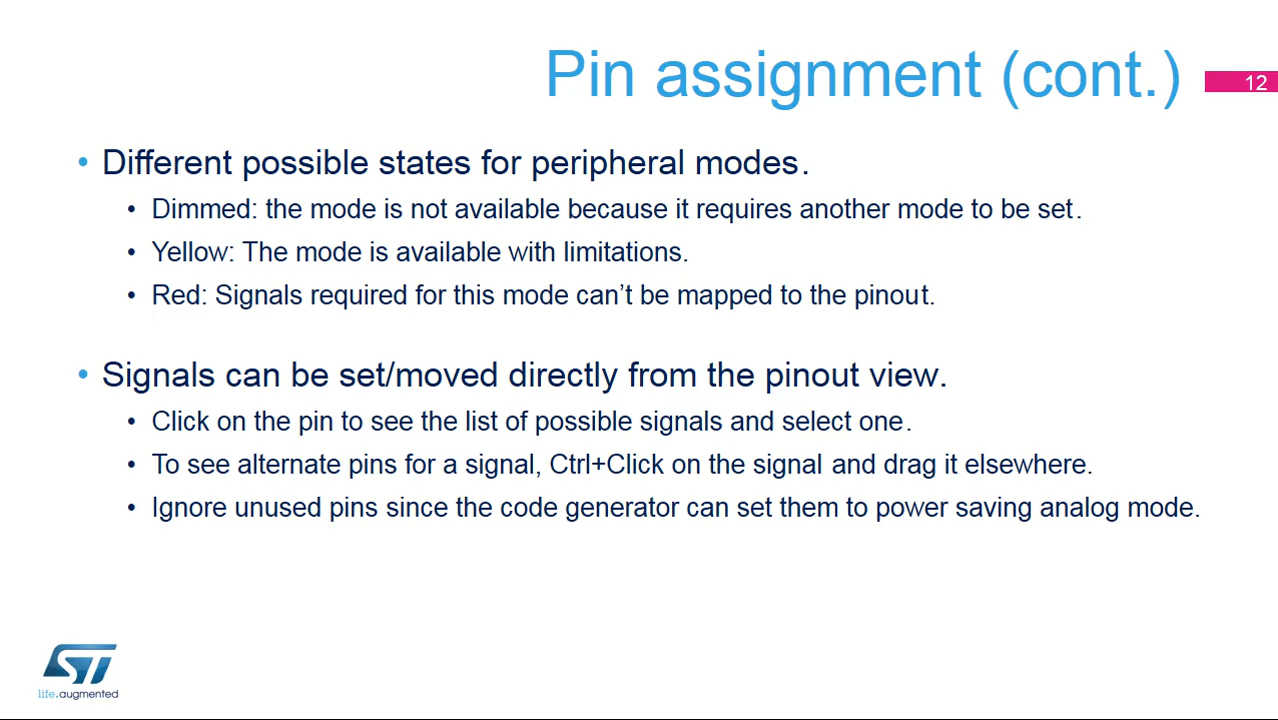 Pin assignment (cont.)
12
• Different possible states for peripheral modes.
• Dimmed: the mode is not available because it requires another mode to be set.
• Yellow: The mode is available with limitations.
• Red: Signals required for this mode can’t be mapped to the pinout.
• Signals can be set/moved directly from the pinout view.
• Click on the pin to see the list of possible signals and select one.
• To see alternate pins for a signal, Ctrl+Click on the signal and drag it elsewhere.
• Ignore unused pins since the code generator can set them to power saving analog mode.
ST
life.augmented